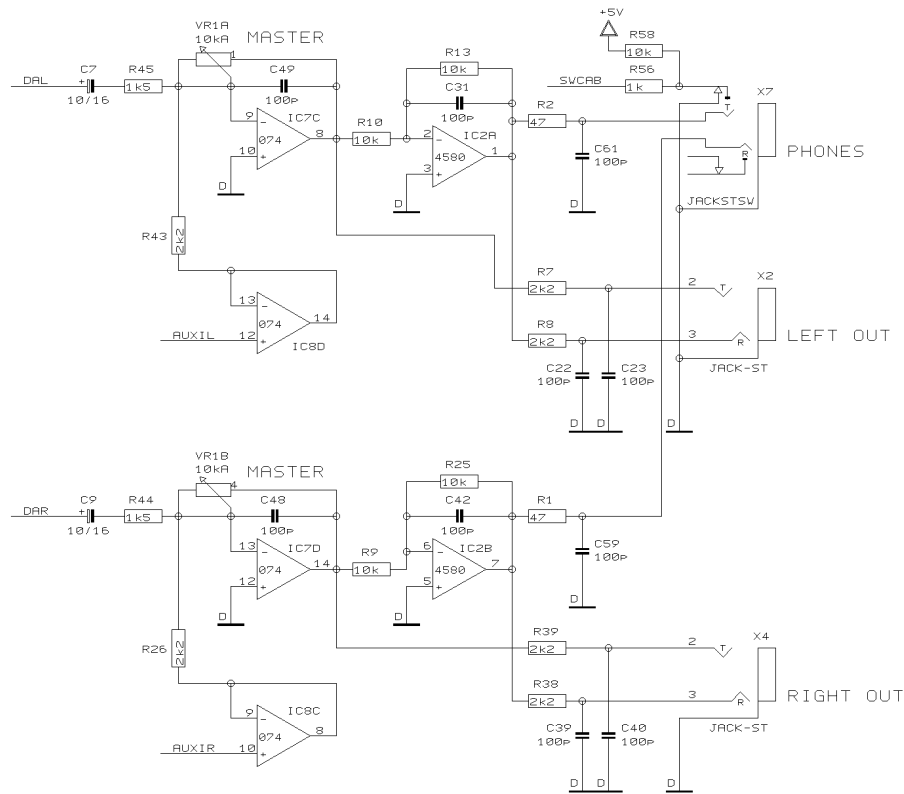 +5V
VR1A
10kA
MASTER
1
R58
10k
R13
10k
DAL
C7
+
10/16
R45
1k5
C49
100p
C31
100p
SWCAB
R56
1k
X7
T
R2
47
9
-
IC7C
074
8
10
+
R10
10k
2
-
IC2A
4580
1
3
+
C61
100p
R
PHONES
D
D
D
JACKSTSW
R43
2k2
13
-
074
14
12
+
AUXIL
IC8D
R7
2k2
2
T
X2
R8
2k2
3
R
LEFT OUT
C22
100p
C23
100p
JACK-ST
D
D
D
VR1B
10kA
MASTER
4
R25
10k
DAR
C9
+
10/16
R44
1k5
C48
100p
C42
100p
R1
47
13
-
IC7D
074
14
12
+
R9
10k
6
-
IC2B
4580
7
5
+
C59
100p
D
D
D
R26
2k2
R39
2k2
2
T
X4
R38
2k2
3
R
RIGHT OUT
9
-
IC8C
074
8
10
+
AUXIR
C39
100p
C40
100p
JACK-ST
D
D
D